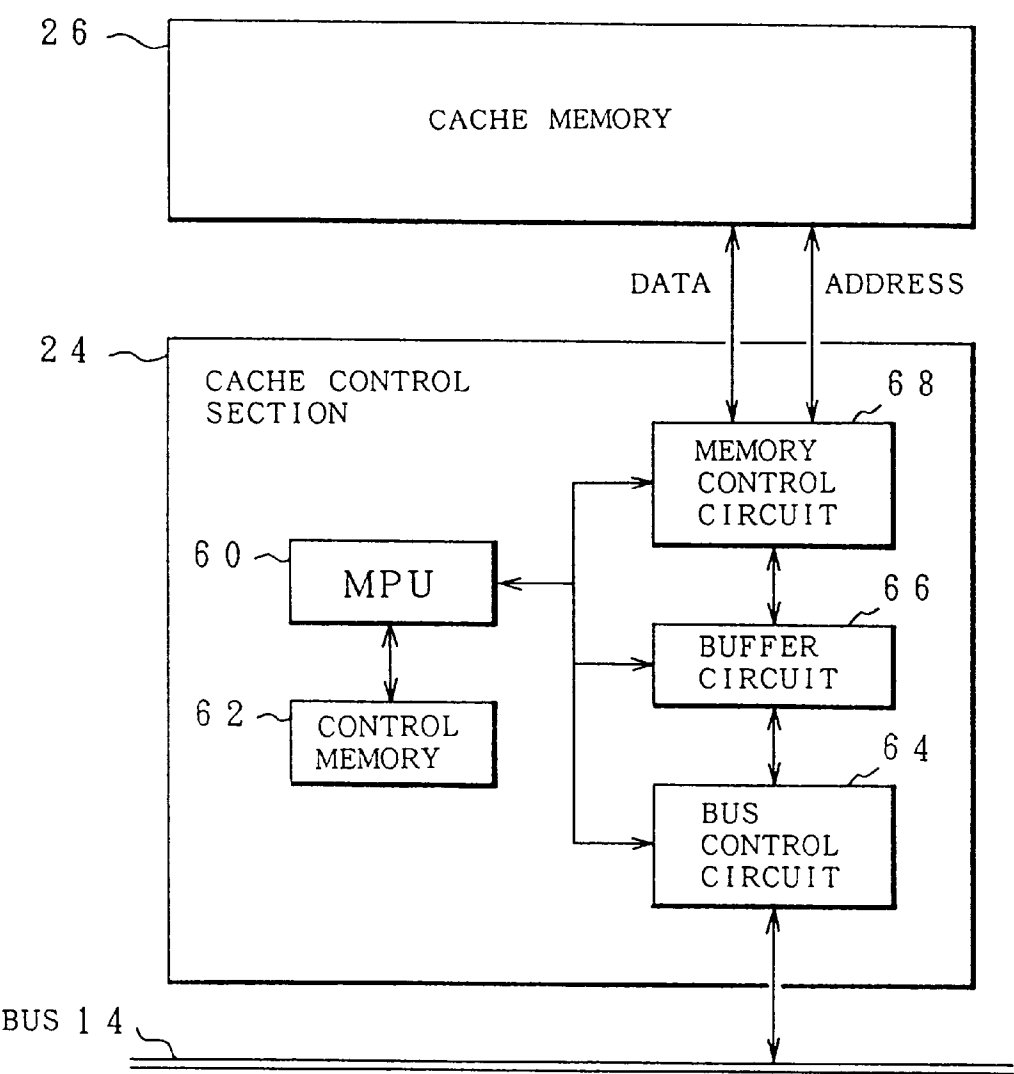 26
CACHE MEMORY
DATA
ADDRESS
24
CACHE CONTROL
SECTION
68
MEMORY
CONTROL
CIRCUIT
60
MPU
66
BUFFER
CIRCUIT
62
CONTROL
MEMORY
64
BUS
CONTROL
CIRCUIT
BUS 14